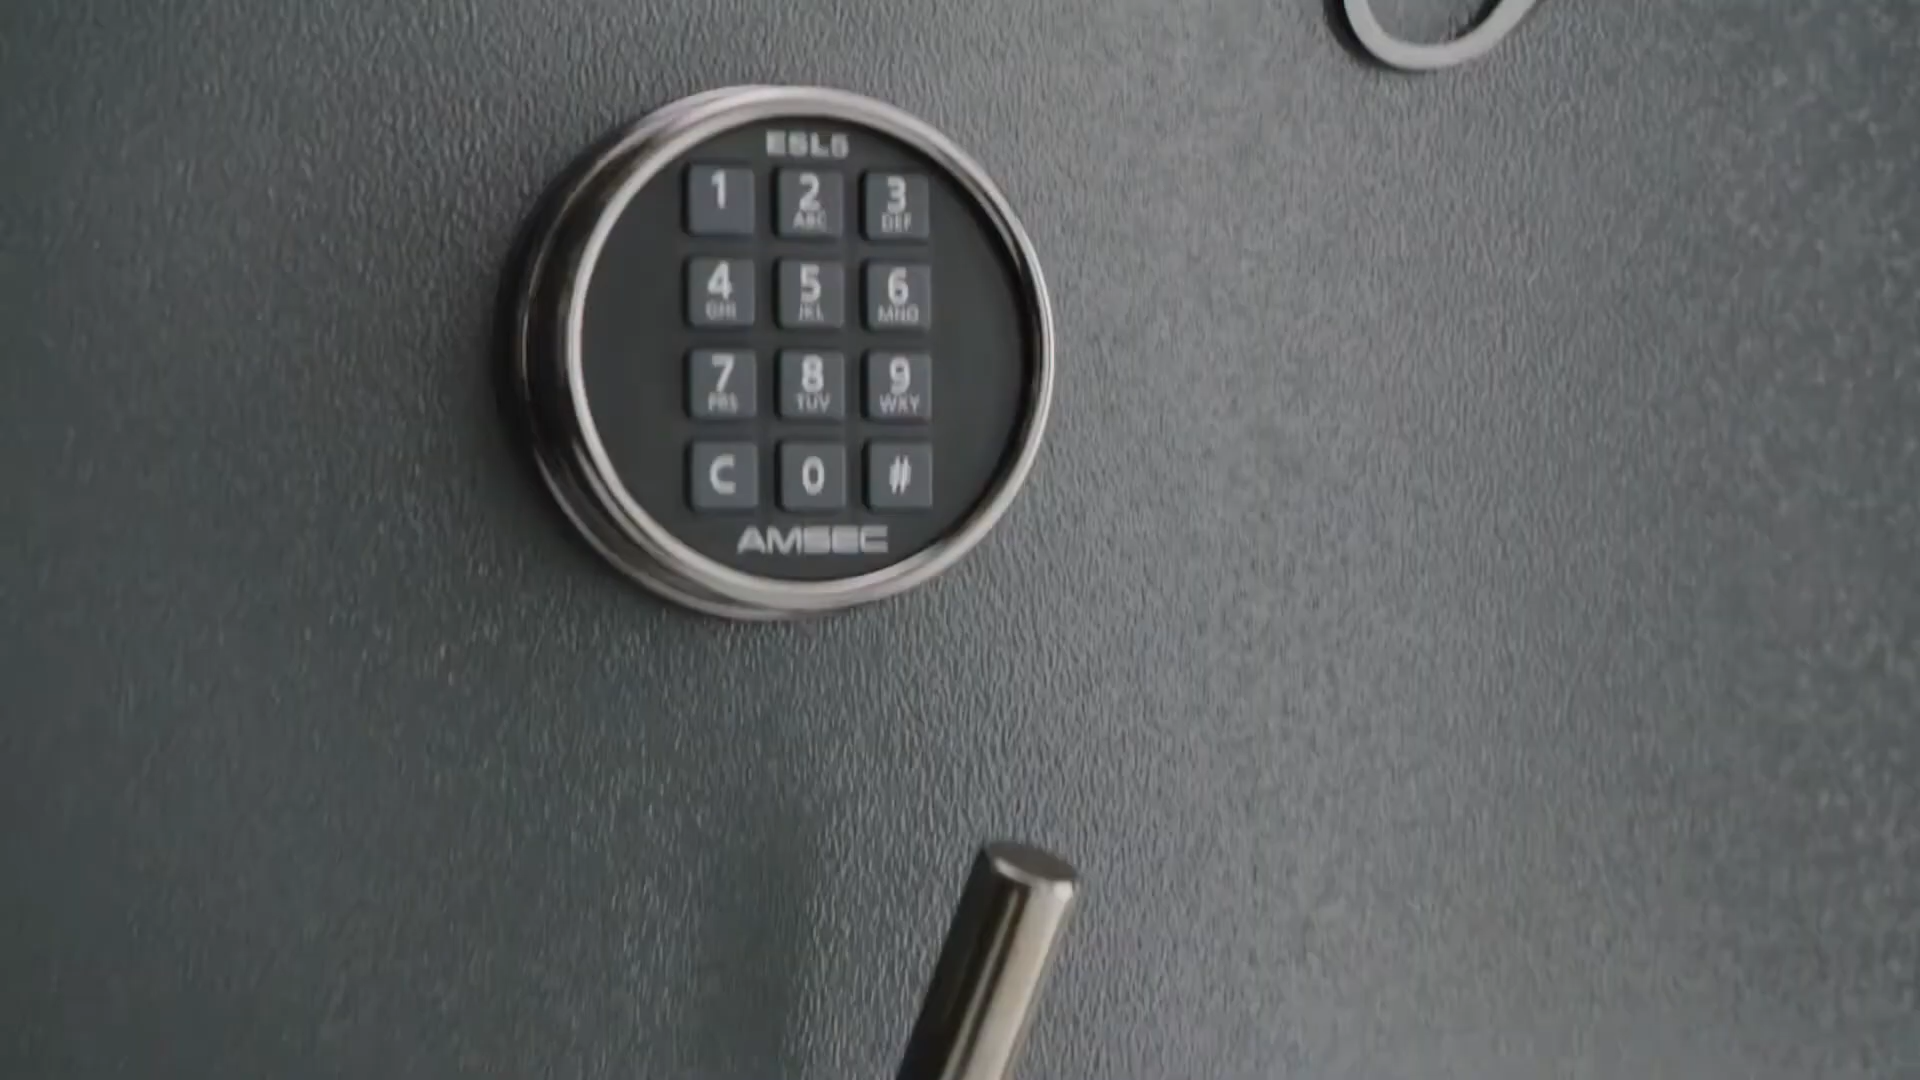 ESL5
1 2 3
ABC DEF
4 5 6
GHI JKL MNO
7 8 9
PRS TUV WXY
C 0 #
AMSEC